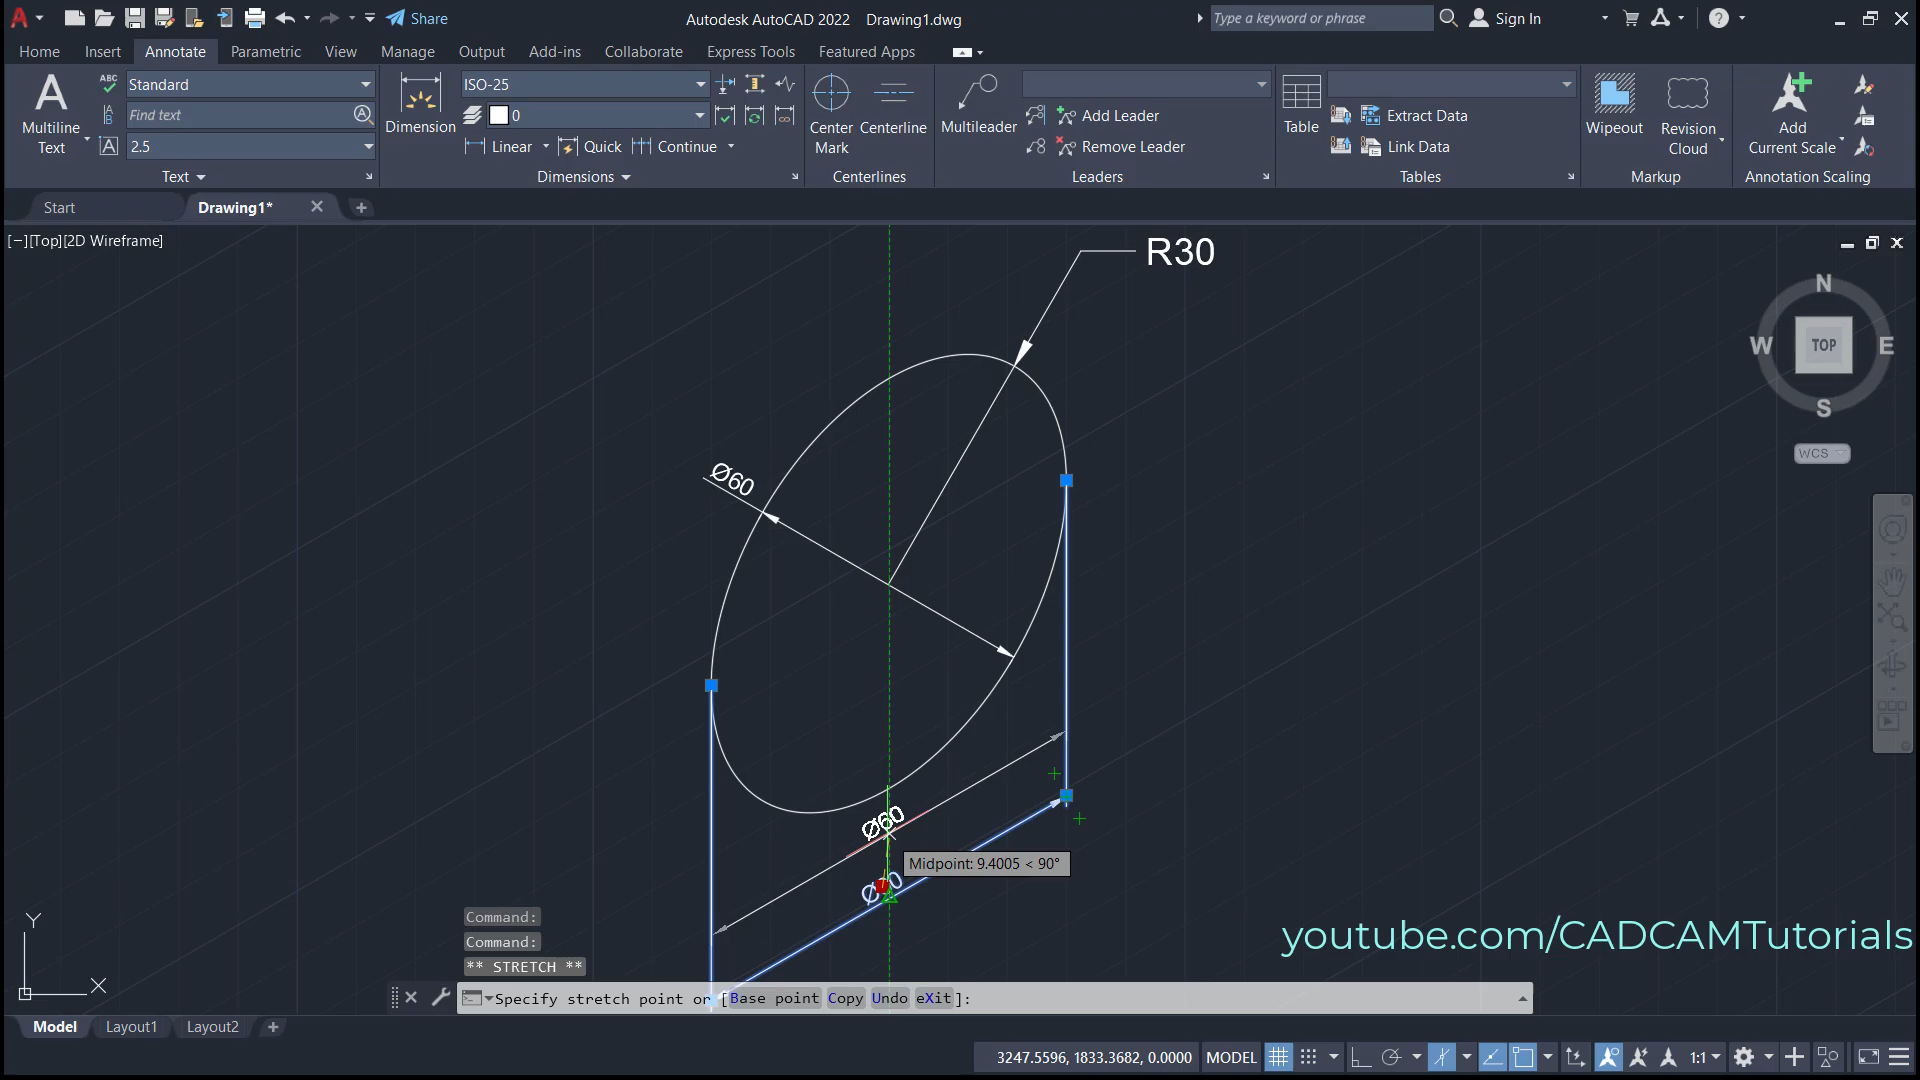 Share
Autodesk AutoCAD 2022 Drawing1.dwg
Type a keyword or phrase
Sign In
Home Insert Annotate Parametric View Manage Output Add-ins Collaborate Express Tools Featured Apps
A Multiline Text
ABC Standard
Find text
2.5
Text
Dimension
ISO-25
0
Linear Quick Continue
Dimensions
Center Mark
Centerline
Centerlines
Multileader
Add Leader
Remove Leader
Leaders
Table
Extract Data
Link Data
Tables
Wipeout
Revision Cloud
Markup
Add Current Scale
Annotation Scaling
Start Drawing1*
[−][Top][2D Wireframe]
R30
N
W TOP E
S
WCS
Ø60
Ø60
Midpoint: 9.4005 < 90°
Y
X
youtube.com/CADCAMTutorials
Command:
Command:
** STRETCH **
Specify stretch point or [Base point Copy Undo eXit]:
Model Layout1 Layout2
3247.5596, 1833.3682, 0.0000 MODEL 1:1